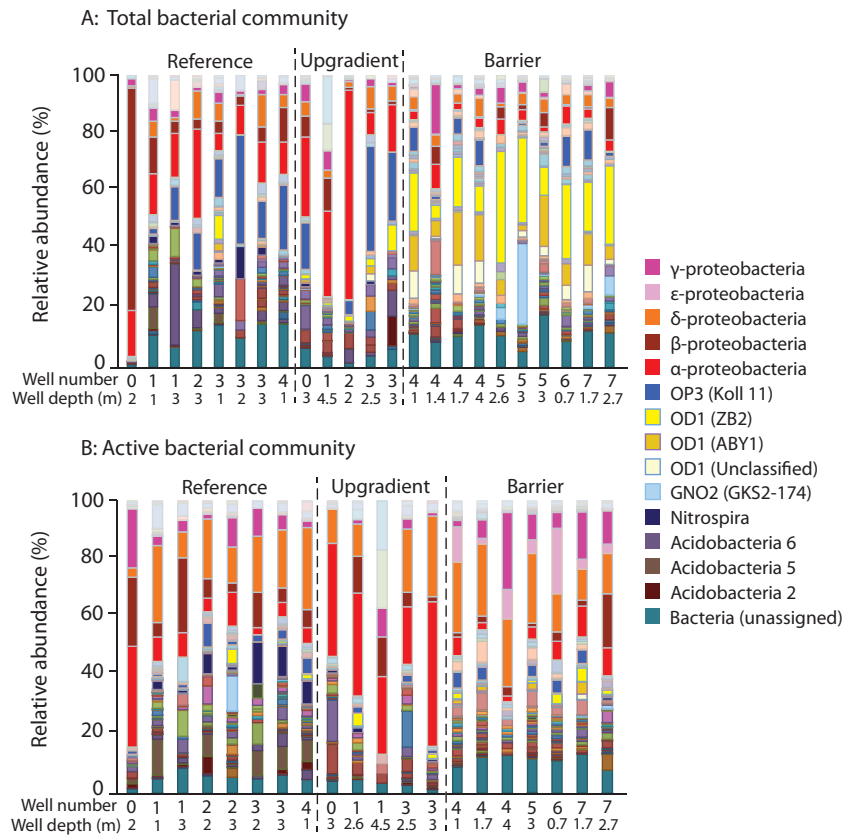 A: Total bacterial community
Reference
Upgradient
Barrier
Relative abundance (%)
100
80
60
40
20
0
Well number 0 1 1 2 3 3 3 4 0 1 2 3 3 4 4 4 4 5 5 5 6 7 7
Well depth (m) 2 1 3 3 1 2 3 1 3 4.5 2 2.5 3 1 1.4 1.7 4 2.6 3 3 0.7 1.7 2.7
B: Active bacterial community
Reference
Upgradient
Barrier
Relative abundance (%)
100
80
60
40
20
0
Well number 0 1 1 2 2 3 3 4 0 1 1 3 3 4 4 4 5 6 7 7
Well depth (m) 2 1 3 2 3 2 3 1 3 2.6 4.5 2.5 3 1 1.7 4 3 0.7 1.7 2.7
γ-proteobacteria
ε-proteobacteria
δ-proteobacteria
β-proteobacteria
α-proteobacteria
OP3 (Koll 11)
OD1 (ZB2)
OD1 (ABY1)
OD1 (Unclassified)
GNO2 (GKS2-174)
Nitrospira
Acidobacteria 6
Acidobacteria 5
Acidobacteria 2
Bacteria (unassigned)